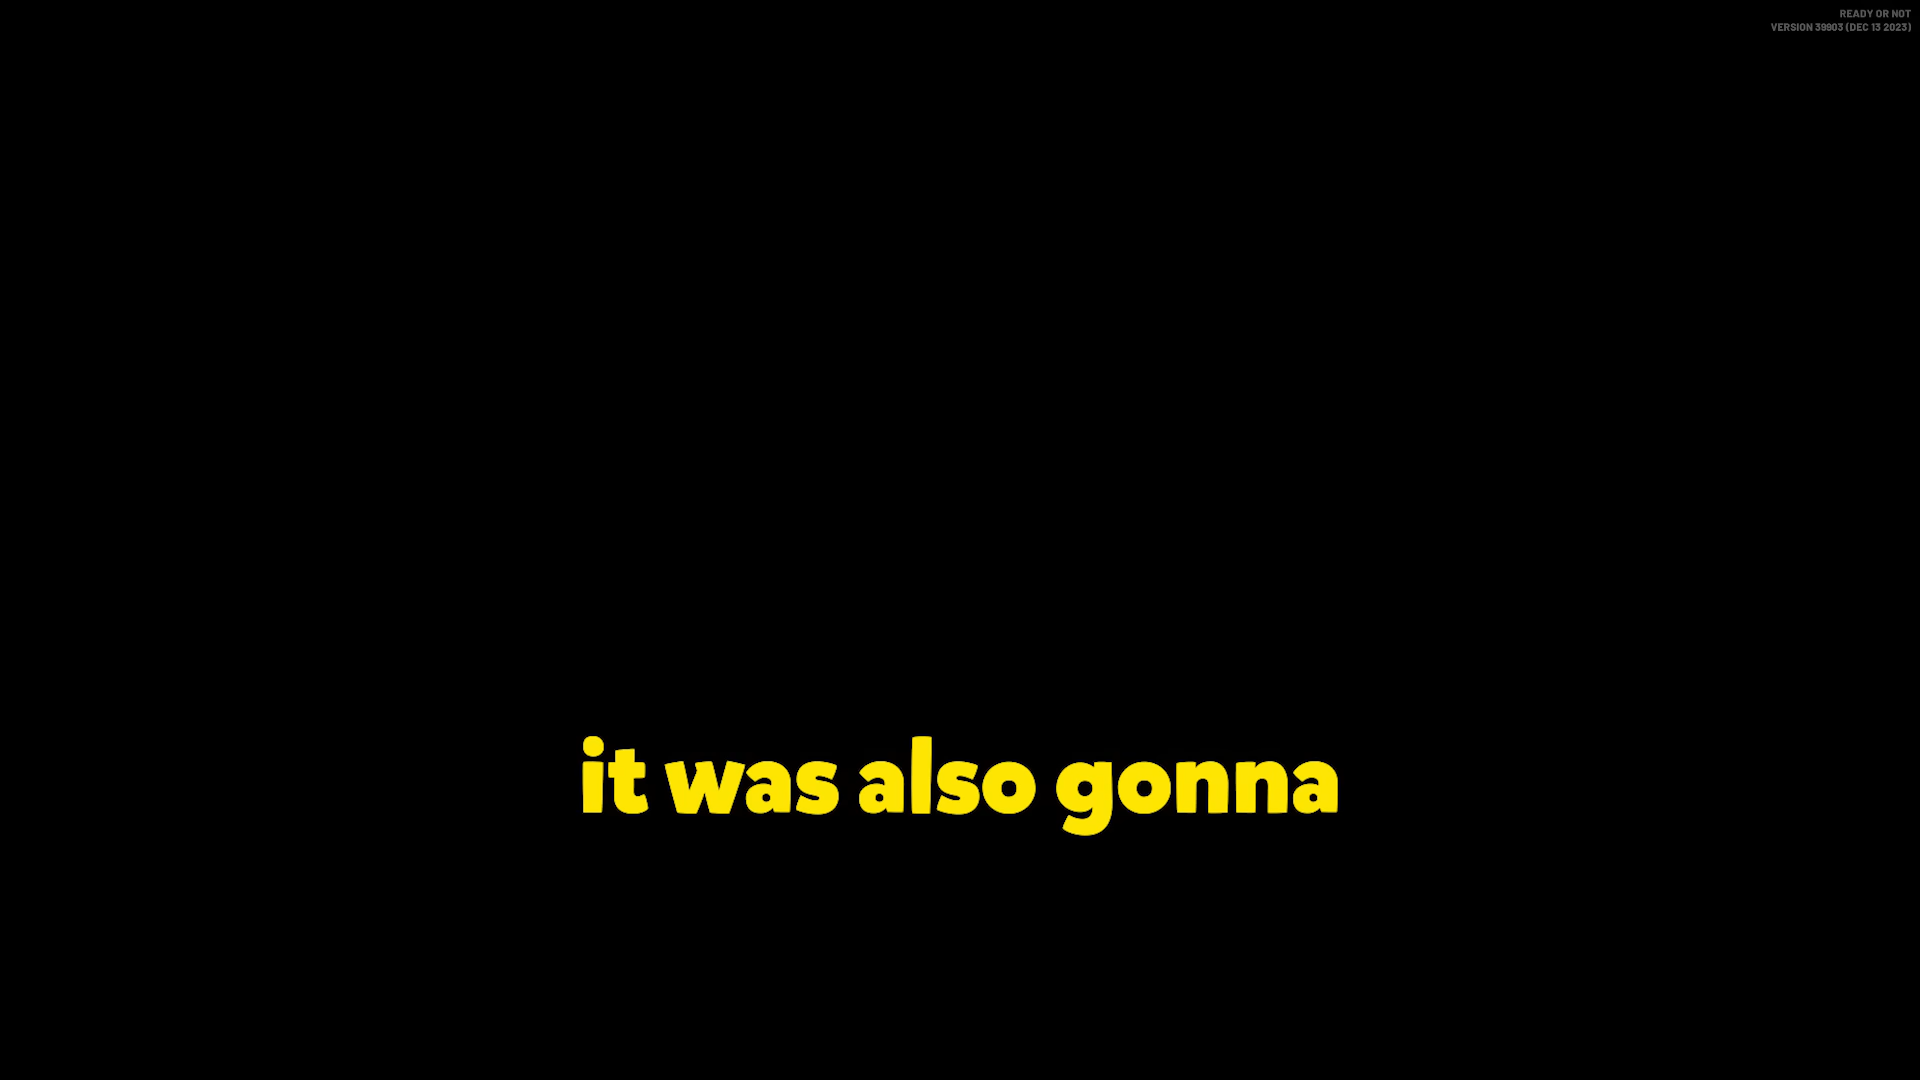 READY OR NOT
VERSION 39903 (DEC 13 2023)
it was also gonna